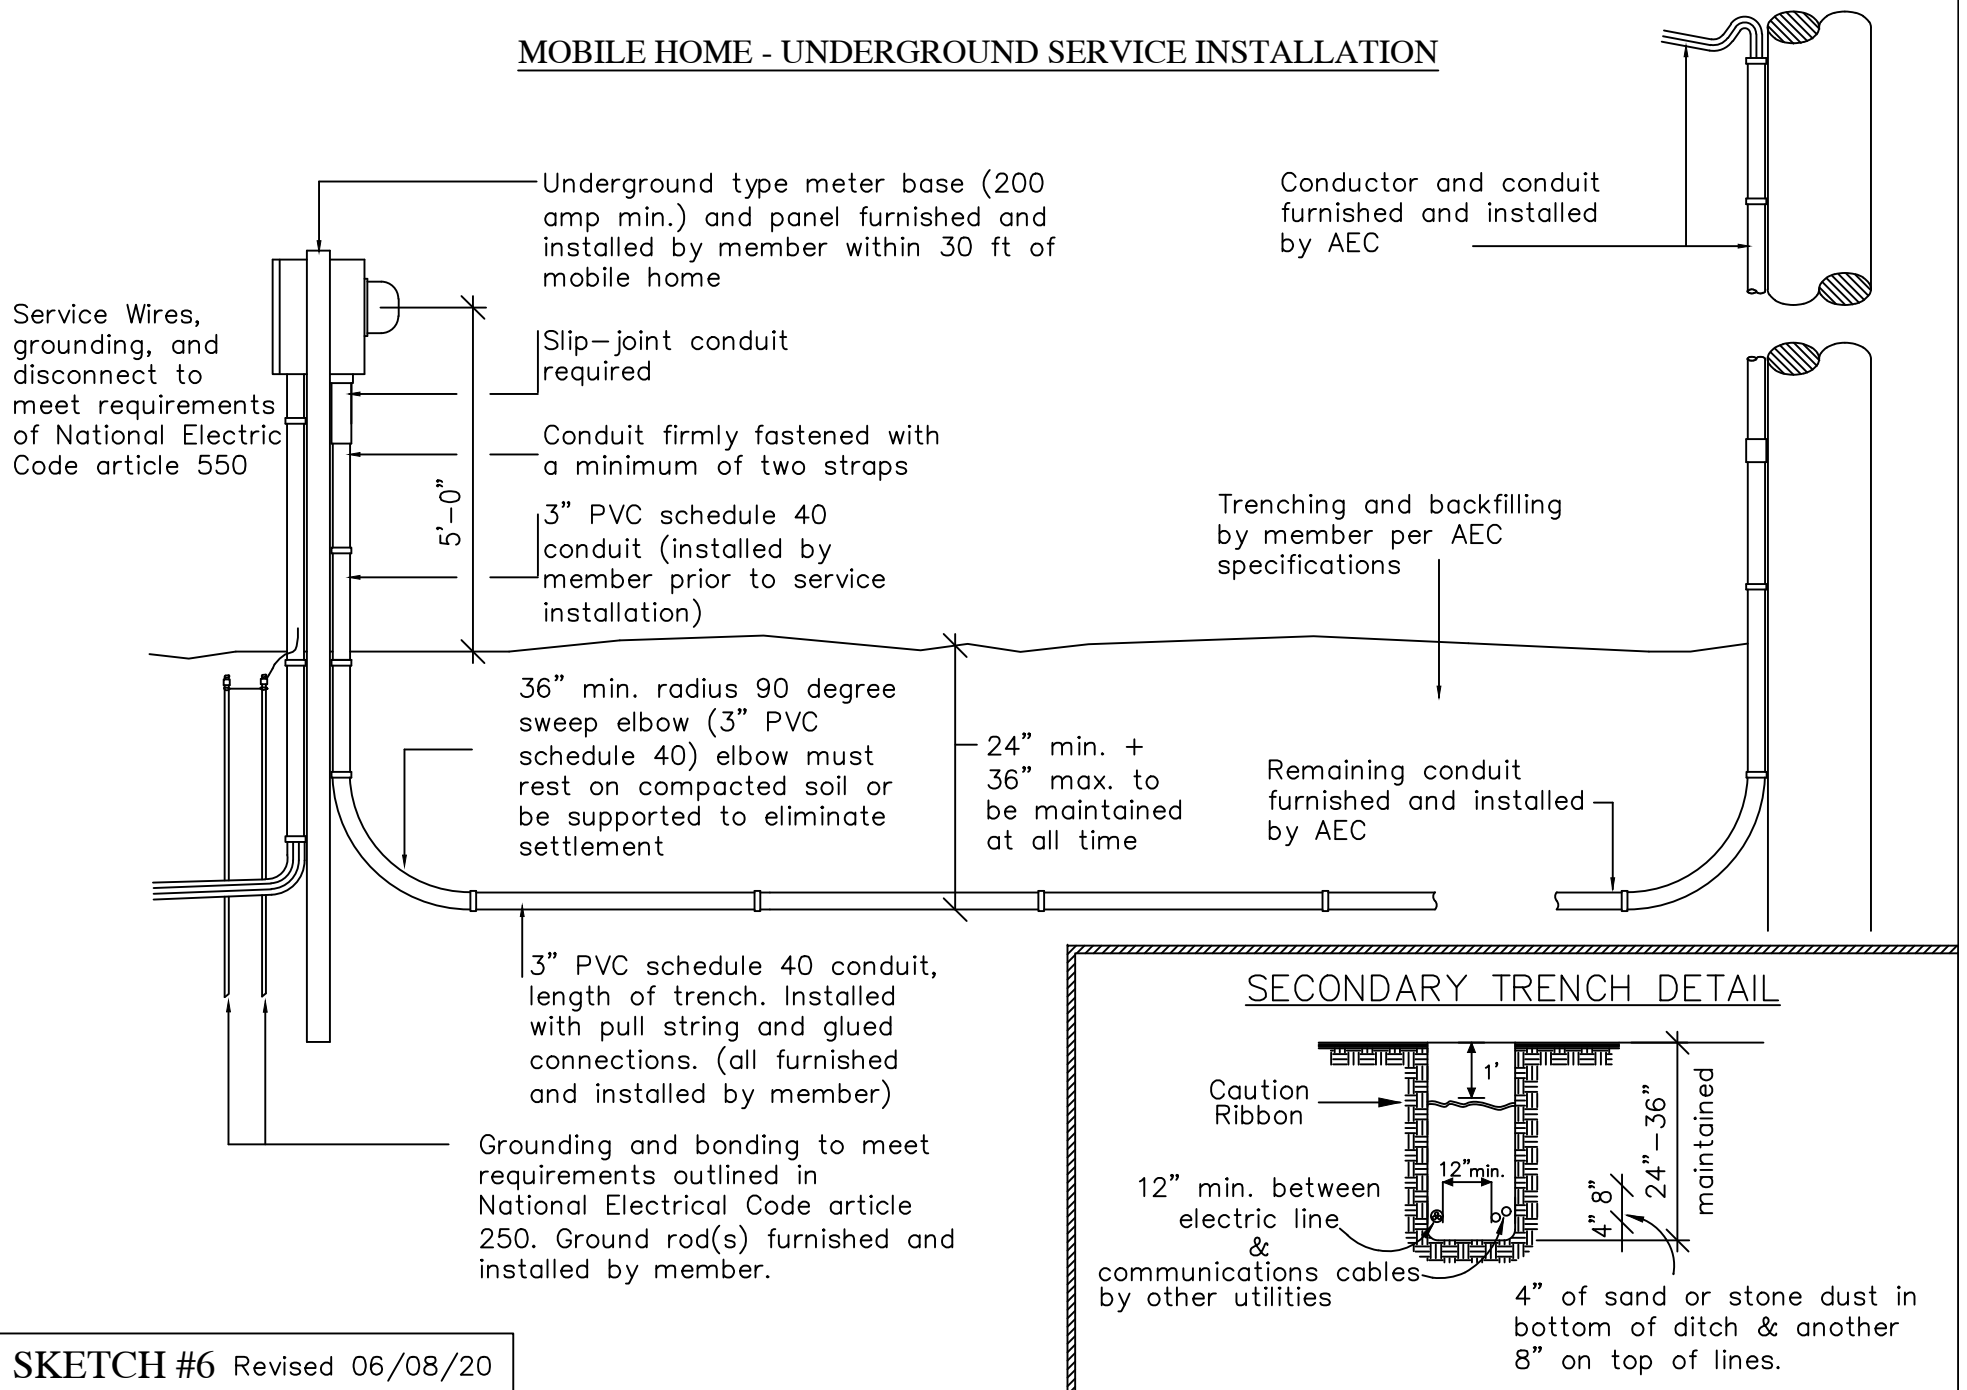 MOBILE HOME - UNDERGROUND SERVICE INSTALLATION
Underground type meter base (200
amp min.) and panel furnished and
installed by member within 30 ft of
mobile home
Conductor and conduit
furnished and installed
by AEC
Service Wires,
grounding, and
disconnect to
meet requirements
of National Electric
Code article 550
Slip-joint conduit
required
Conduit firmly fastened with
a minimum of two straps
5'-0"
3" PVC schedule 40
conduit (installed by
member prior to service
installation)
Trenching and backfilling
by member per AEC
specifications
36" min. radius 90 degree
sweep elbow (3" PVC
schedule 40) elbow must
rest on compacted soil or
be supported to eliminate
settlement
24" min. +
36" max. to
be maintained
at all time
Remaining conduit
furnished and installed
by AEC
3" PVC schedule 40 conduit,
length of trench. Installed
with pull string and glued
connections. (all furnished
and installed by member)
Grounding and bonding to meet
requirements outlined in
National Electrical Code article
250. Ground rod(s) furnished and
installed by member.
SECONDARY TRENCH DETAIL
1'
Caution
Ribbon
12"min.
12" min. between
electric line
&
communications cables
by other utilities
4" 8"
24"-36"
maintained
4" of sand or stone dust in
bottom of ditch & another
8" on top of lines.
SKETCH #6 Revised 06/08/20